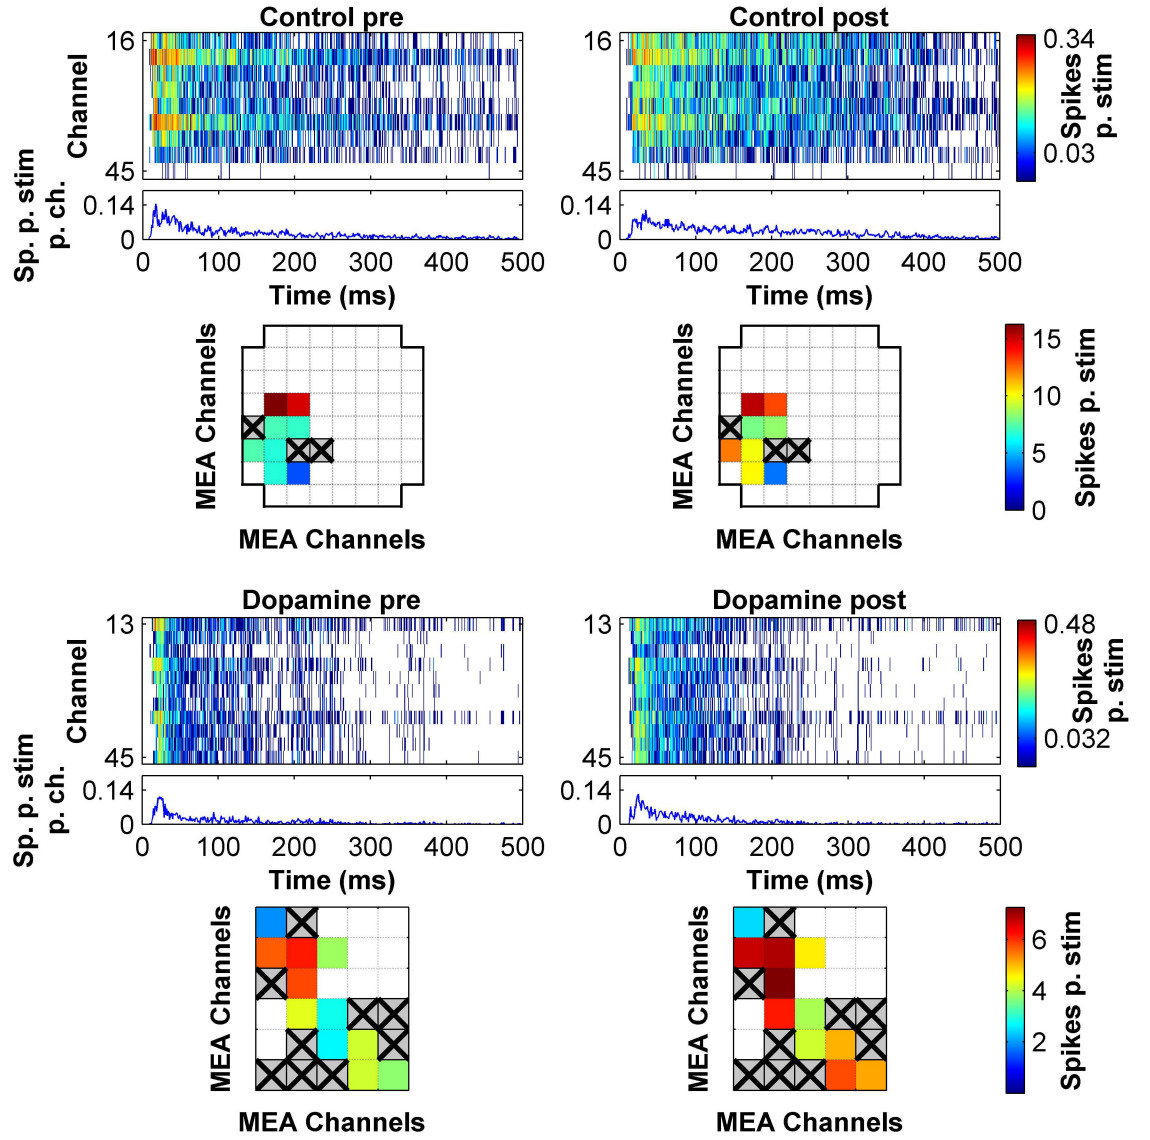 Control pre
Control post
16
Channel
45
16
45
0.34
0.03
Spikes
p. stim
Sp. p. stim
p. ch.
0.14
0
0 100 200 300 400 500
Time (ms)
0.14
0
0 100 200 300 400 500
Time (ms)
MEA Channels
MEA Channels
MEA Channels
MEA Channels
15
10
5
0
Spikes p. stim
Dopamine pre
Dopamine post
13
Channel
45
13
45
0.48
0.032
Spikes
p. stim
Sp. p. stim
p. ch.
0.14
0
0 100 200 300 400 500
Time (ms)
0.14
0
0 100 200 300 400 500
Time (ms)
MEA Channels
MEA Channels
MEA Channels
MEA Channels
6
4
2
Spikes p. stim